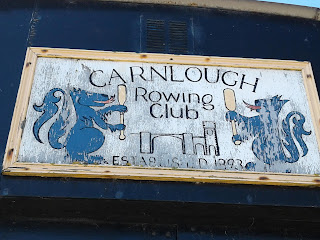 CARNLOUGH
Rowing
Club
ESTABLISHED 1993